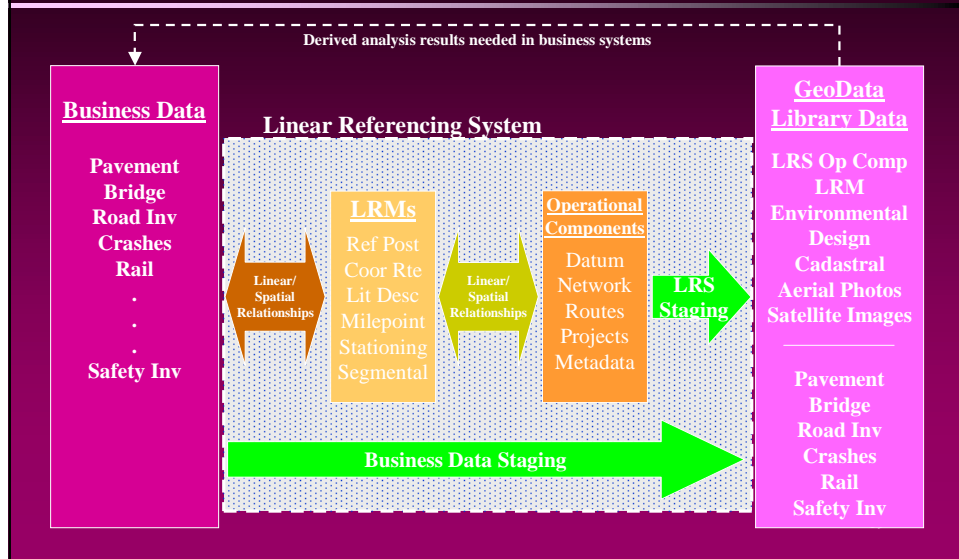 Derived analysis results needed in business systems
Business Data
Pavement
Bridge
Road Inv
Crashes
Rail
.
.
.
Safety Inv
Linear Referencing System
Linear/
Spatial
Relationships
LRMs
Ref Post
Coor Rte
Lit Desc
Milepoint
Stationing
Segmental
Linear/
Spatial
Relationships
Operational
Components
Datum
Network
Routes
Projects
Metadata
LRS
Staging
Business Data Staging
GeoData
Library Data
LRS Op Comp
LRM
Environmental
Design
Cadastral
Aerial Photos
Satellite Images
Pavement
Bridge
Road Inv
Crashes
Rail
Safety Inv